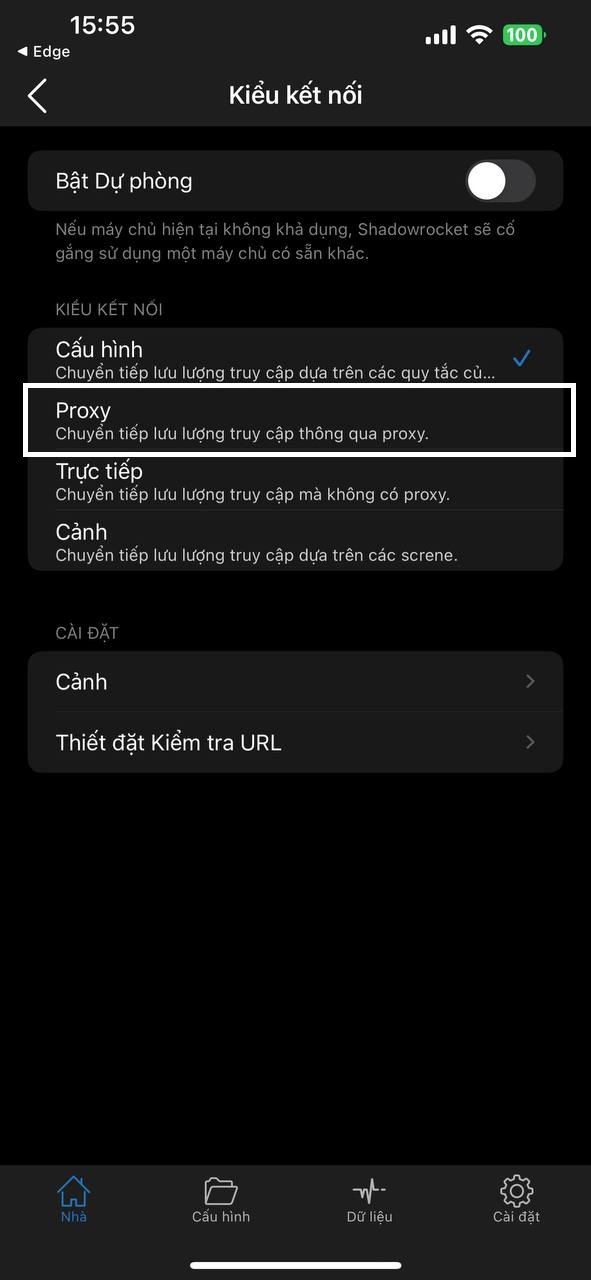 15:55
100
◀ Edge
Kiểu kết nối
Bật Dự phòng
Nếu máy chủ hiện tại không khả dụng, Shadowrocket sẽ cố
gắng sử dụng một máy chủ có sẵn khác.
KIỂU KẾT NỐI
Cấu hình
Chuyển tiếp lưu lượng truy cập dựa trên các quy tắc củ...
Proxy
Chuyển tiếp lưu lượng truy cập thông qua proxy.
Trực tiếp
Chuyển tiếp lưu lượng truy cập mà không có proxy.
Cảnh
Chuyển tiếp lưu lượng truy cập dựa trên các screne.
CÀI ĐẶT
Cảnh
Thiết đặt Kiểm tra URL
Nhà
Cấu hình
Dữ liệu
Cài đặt